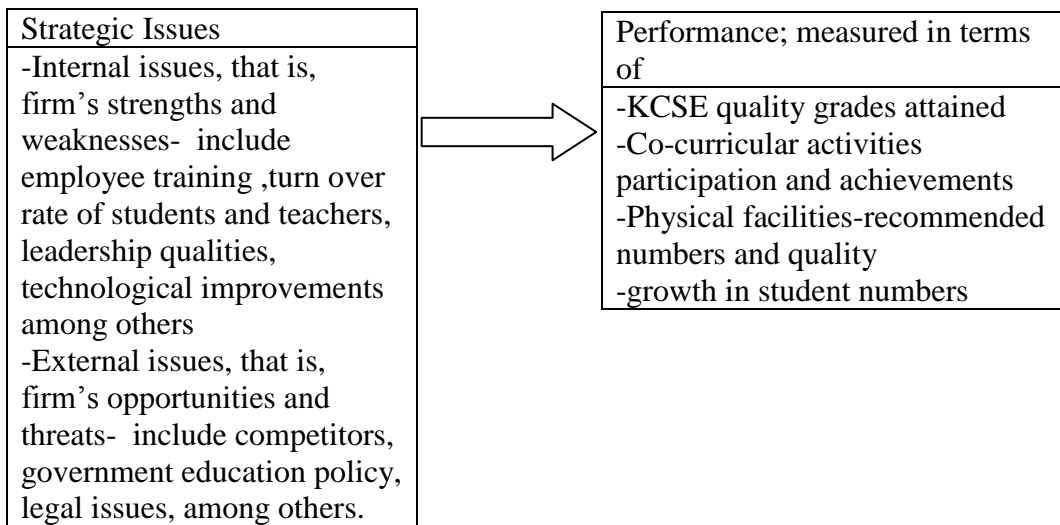 Strategic Issues
-Internal issues, that is,
firm’s strengths and
weaknesses-  include
employee training ,turn over
rate of students and teachers,
leadership qualities,
technological improvements
among others
-External issues, that is,
firm’s opportunities and
threats-  include competitors,
government education policy,
legal issues, among others.
Performance; measured in terms
of
-KCSE quality grades attained
-Co-curricular activities
participation and achievements
-Physical facilities-recommended
numbers and quality
-growth in student numbers